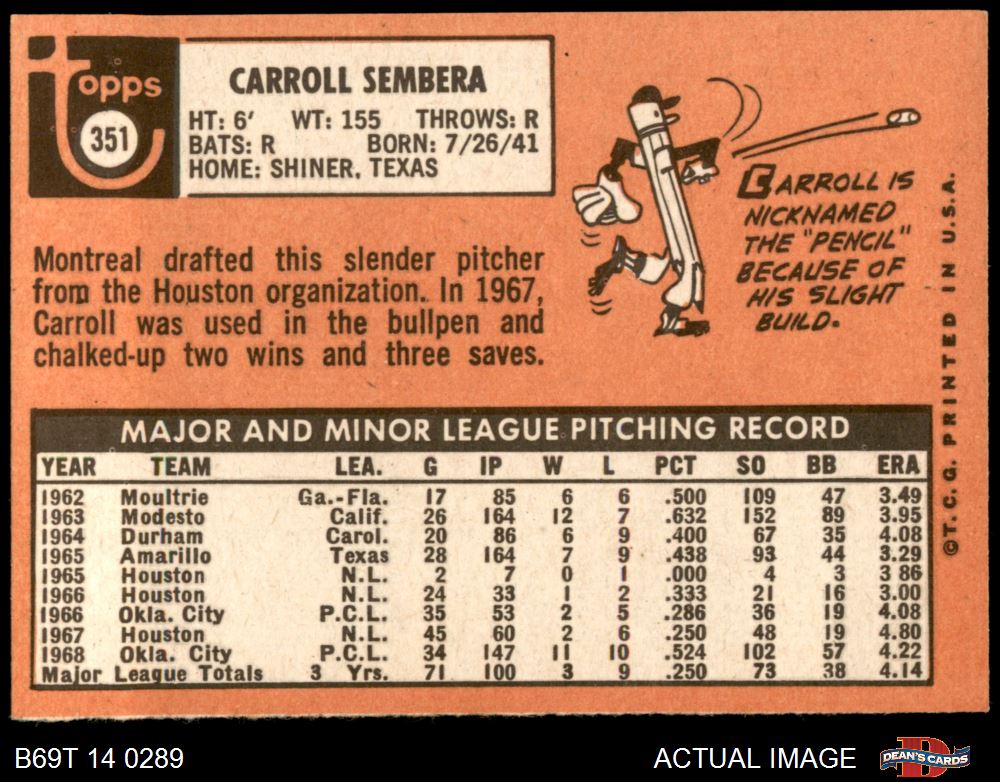 topps
351
CARROLL SEMBERA
HT: 6' WT: 155 THROWS: R
BATS: R BORN: 7/26/41
HOME: SHINER, TEXAS
CARROLL IS
NICKNAMED
THE "PENCIL"
BECAUSE OF
HIS SLIGHT
BUILD.
Montreal drafted this slender pitcher
from the Houston organization. In 1967,
Carroll was used in the bullpen and
chalked-up two wins and three saves.
©T.C.G. PRINTED IN U.S.A.
MAJOR AND MINOR LEAGUE PITCHING RECORD
YEAR TEAM LEA. G IP W L PCT SO BB ERA
1962 Moultrie Ga.-Fla. 17 85 6 6 .500 109 47 3.49
1963 Modesto Calif. 26 164 12 7 .632 152 89 3.95
1964 Durham Carol. 20 86 6 9 .400 67 35 4.08
1965 Amarillo Texas 28 164 7 9 .438 93 44 3.29
1965 Houston N.L. 2 7 0 1 .000 4 3 3 86
1966 Houston N.L. 24 33 1 2 .333 21 16 3.00
1966 Okla. City P.C.L. 35 53 2 5 .286 36 19 4.08
1967 Houston N.L. 45 60 2 6 .250 48 19 4.80
1968 Okla. City P.C.L. 34 147 11 10 .524 102 57 4.22
Major League Totals 3 Yrs. 71 100 3 9 .250 73 38 4.14
B69T 14 0289
ACTUAL IMAGE
DEAN'S CARDS